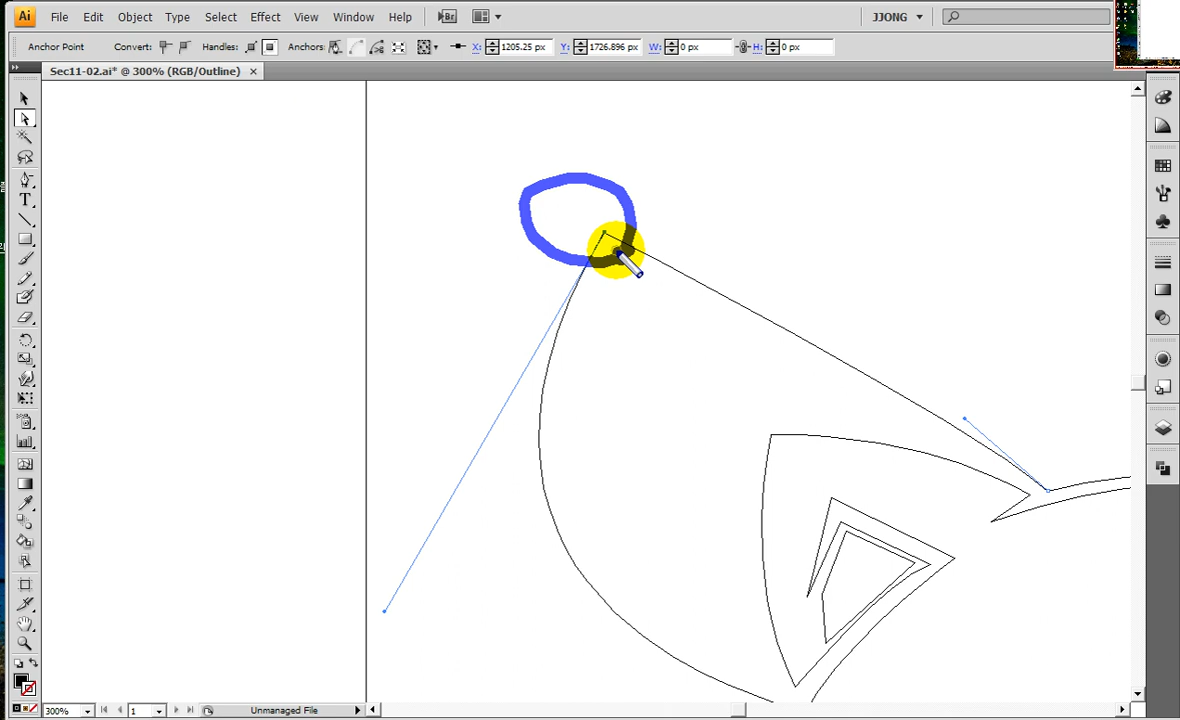 Ai File Edit Object Type Select Effect View Window Help Br JJONG
Anchor Point Convert: Handles: Anchors: X: 1205.25 px Y: 1726.896 px W: 0 px H: 0 px
Sec11-02.ai* @ 300% (RGB/Outline) ×
T
300% 1 Unmanaged File